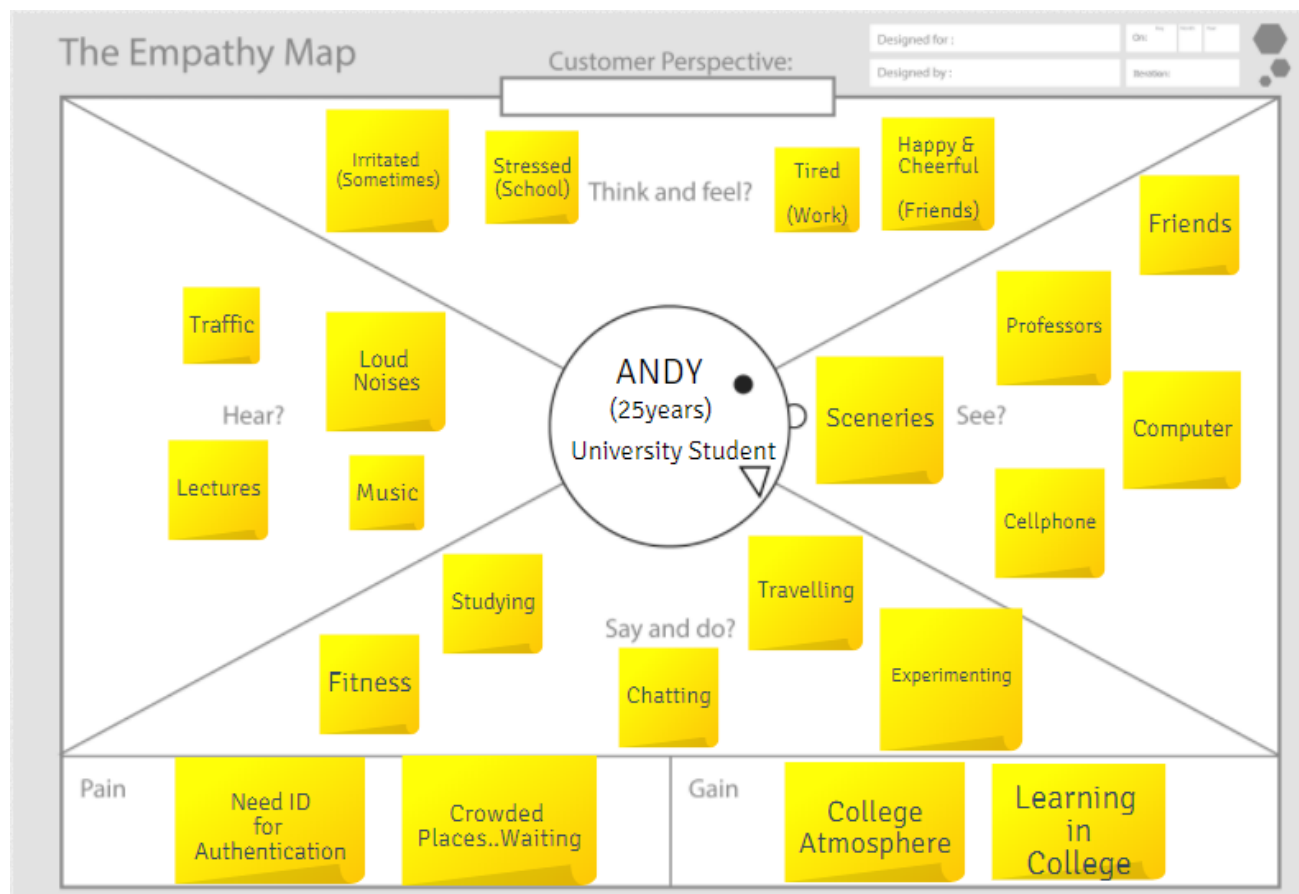 The Empathy Map
Customer Perspective:
Designed for :
On:
Designed by :
Iteration:
Irritated
(Sometimes)
Stressed
(School)
Think and feel?
Tired
(Work)
Happy &
Cheerful
(Friends)
Friends
Professors
Sceneries
See?
Computer
Cellphone
Traffic
Loud
Noises
Hear?
Lectures
Music
ANDY
(25years)
University Student
Studying
Say and do?
Travelling
Fitness
Chatting
Experimenting
Pain
Need ID
for
Authentication
Crowded
Places..Waiting
Gain
College
Atmosphere
Learning
in
College